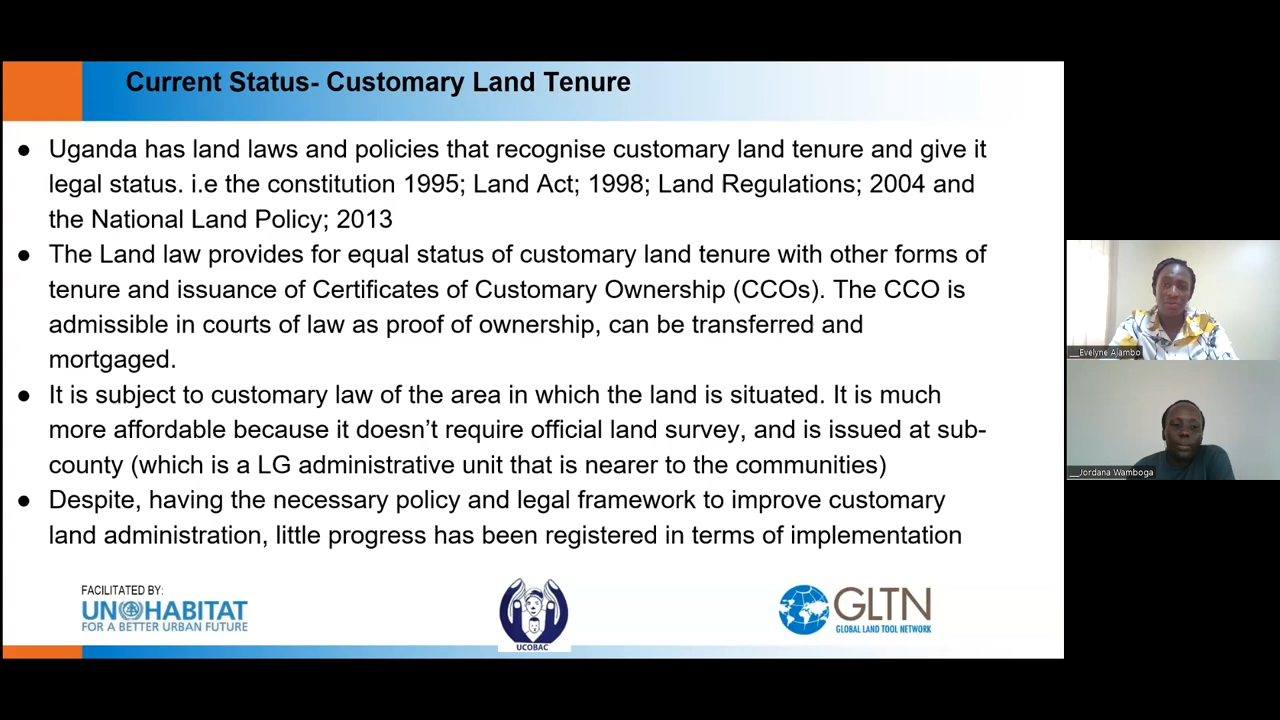 Current Status- Customary Land Tenure
● Uganda has land laws and policies that recognise customary land tenure and give it
legal status. i.e the constitution 1995; Land Act; 1998; Land Regulations; 2004 and
the National Land Policy; 2013
● The Land law provides for equal status of customary land tenure with other forms of
tenure and issuance of Certificates of Customary Ownership (CCOs). The CCO is
admissible in courts of law as proof of ownership, can be transferred and
mortgaged.
● It is subject to customary law of the area in which the land is situated. It is much
more affordable because it doesn’t require official land survey, and is issued at sub-
county (which is a LG administrative unit that is nearer to the communities)
● Despite, having the necessary policy and legal framework to improve customary
land administration, little progress has been registered in terms of implementation
FACILITATED BY:
UN HABITAT
FOR A BETTER URBAN FUTURE
UCOBAC
GLTN
GLOBAL LAND TOOL NETWORK
__Evelyne Ajambo
__Jordana Wamboga